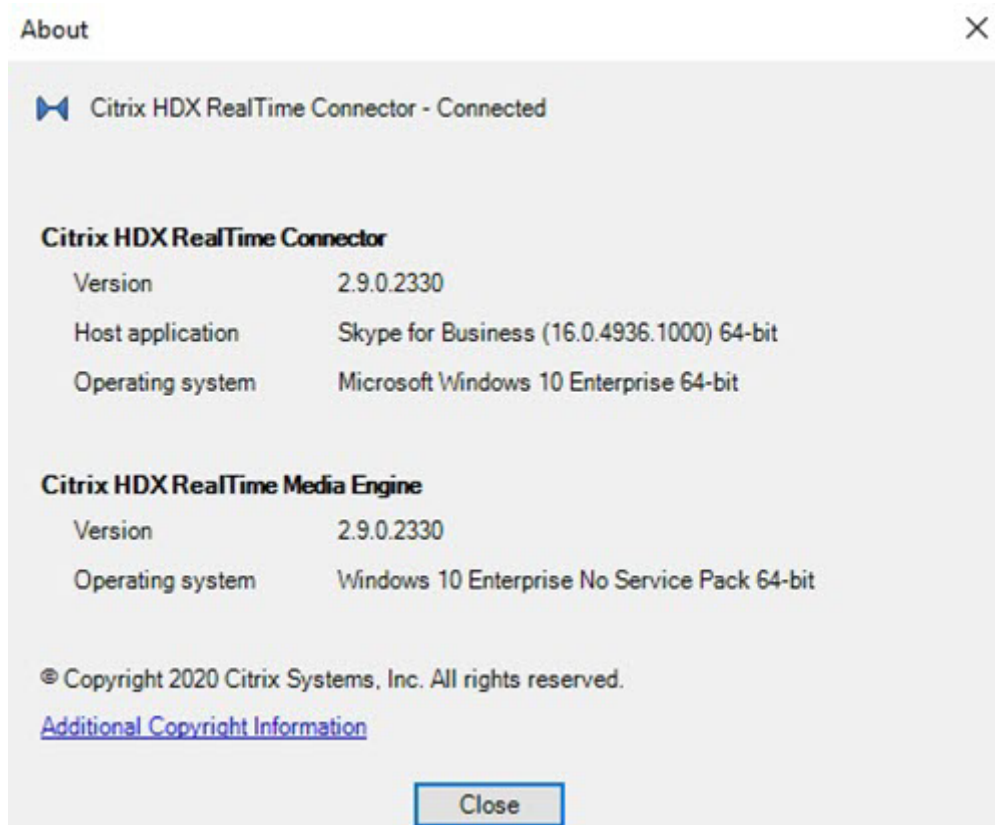 About
Citrix HDX RealTime Connector - Connected
Citrix HDX RealTime Connector
Version 2.9.0.2330
Host application Skype for Business (16.0.4936.1000) 64-bit
Operating system Microsoft Windows 10 Enterprise 64-bit
Citrix HDX RealTime Media Engine
Version 2.9.0.2330
Operating system Windows 10 Enterprise No Service Pack 64-bit
© Copyright 2020 Citrix Systems, Inc. All rights reserved.
Additional Copyright Information
Close